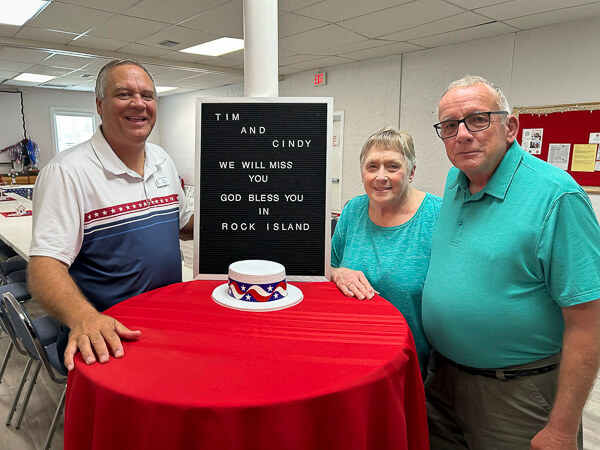 TIM
AND
CINDY
WE WILL MISS
YOU
GOD BLESS YOU
IN
ROCK ISLAND